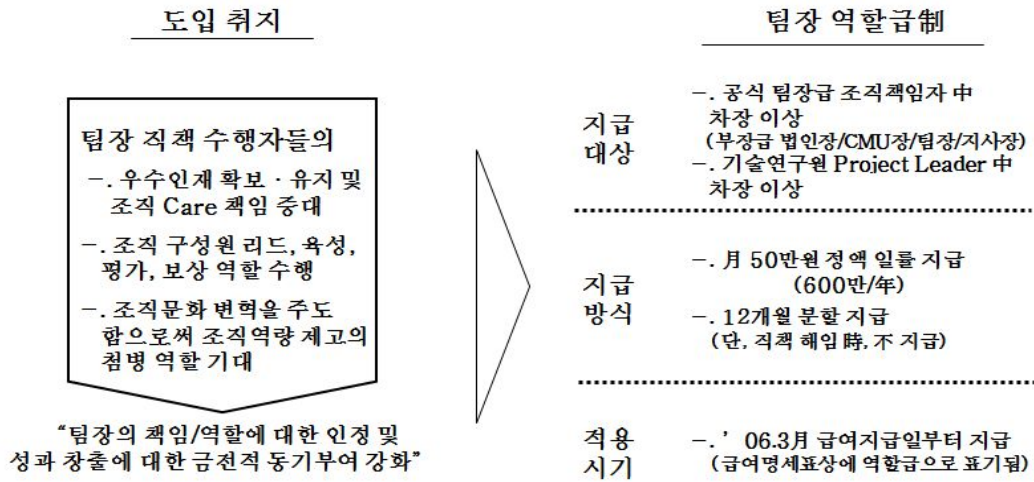 도입 취지
팀장 직책 수행자들의
-. 우수인재 확보 · 유지 및
조직 Care 책임 증대
-. 조직 구성원 리드, 육성,
평가, 보상 역할 수행
-. 조직문화 변혁을 주도
함으로써 조직역량 제고의
첨병 역할 기대
“팀장의 책임/역할에 대한 인정 및
성과 창출에 대한 금전적 동기부여 강화”
팀장 역할급制
지급
대상
-. 공식 팀장급 조직책임자 中
차장 이상
(부장급 법인장/CMU장/팀장/지사장)
-. 기술연구원 Project Leader 中
차장 이상
지급
방식
-. 月 50만원 정액 일률 지급
(600만/年)
-. 12개월 분할 지급
(단, 직책 해임 時, 不 지급)
적용
시기
-. ’ 06.3月 급여지급일부터 지급
(급여명세표상에 역할급으로 표기됨)